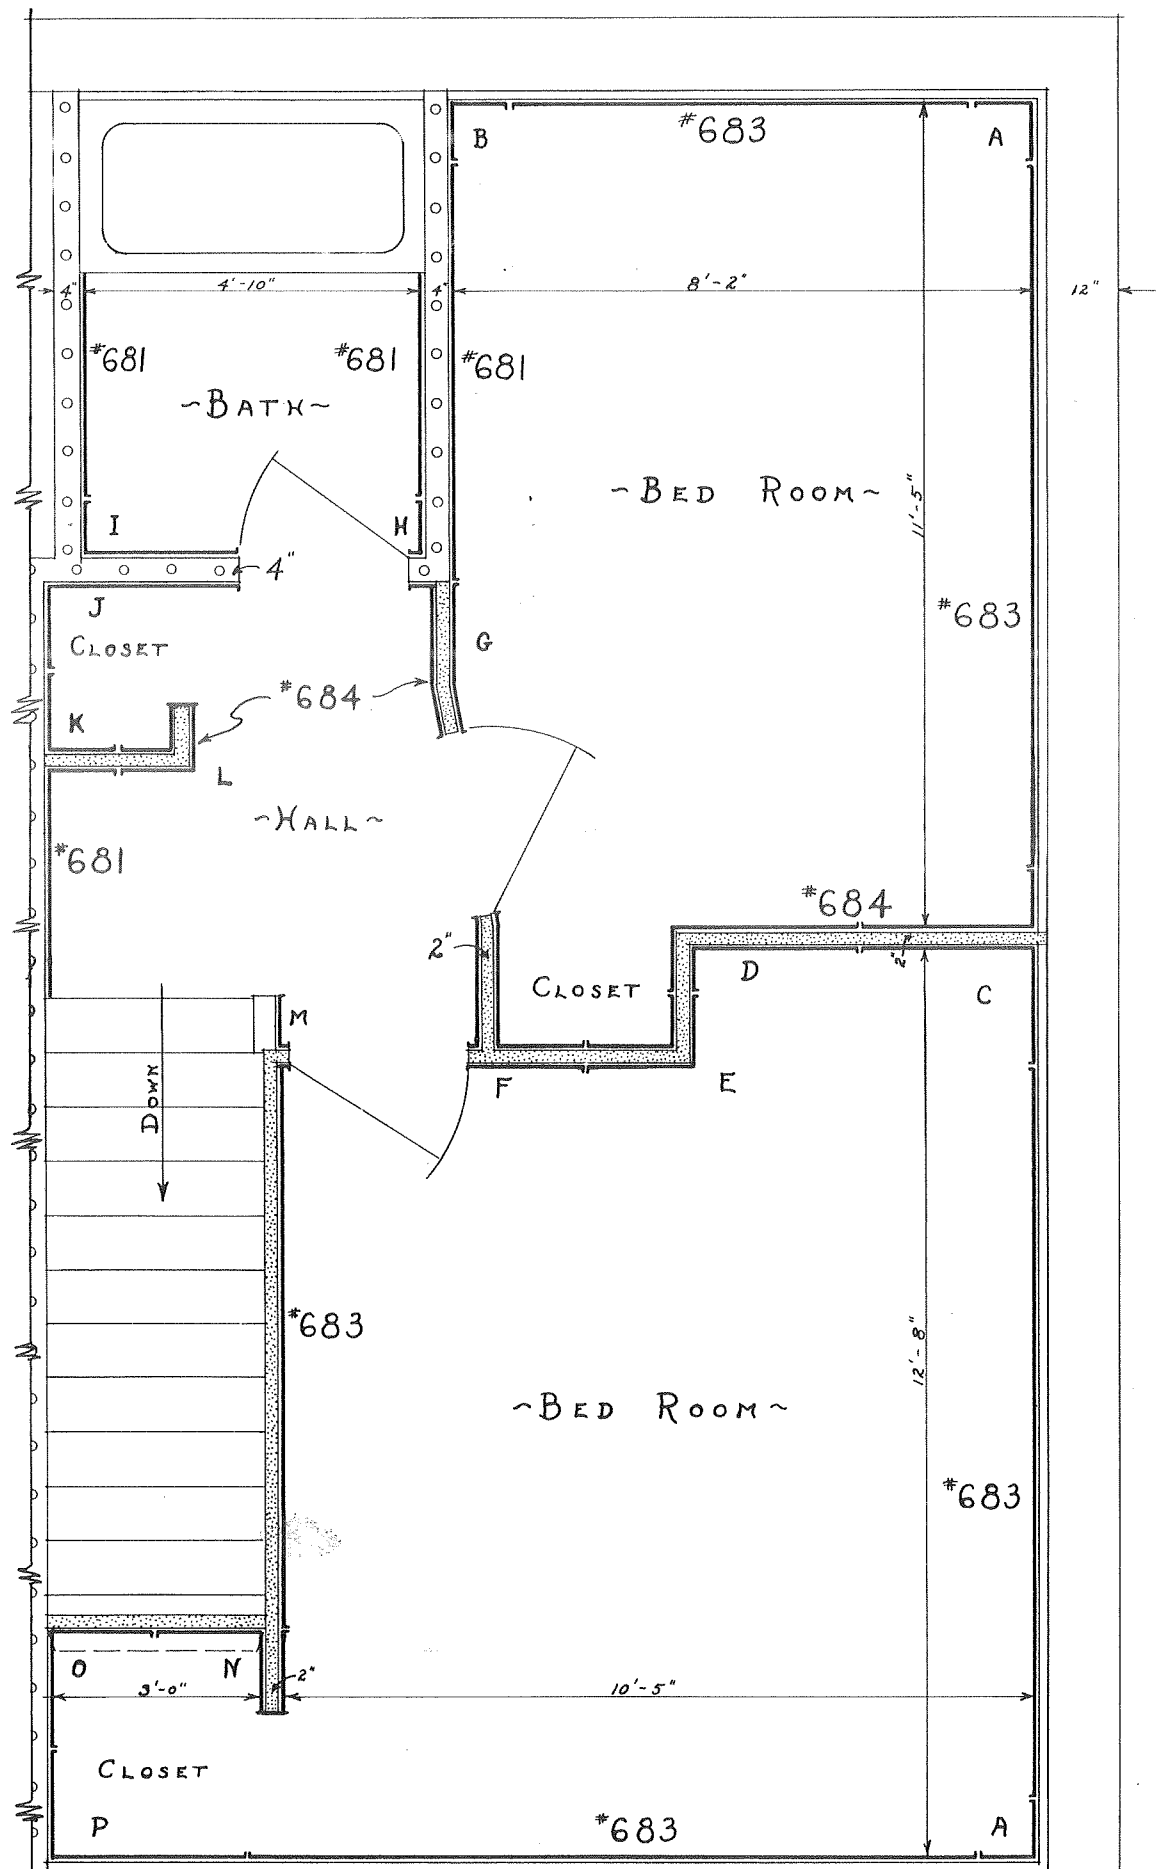 B
#683
A
4"
4'-10"
4"
8'-2"
12"
#681
#681
#681
~BATH~
~BED ROOM~
11'-5"
I
H
4"
J
#683
CLOSET
G
#684
K
L
~HALL~
#681
#684
2"
2"
D
CLOSET
C
M
F
E
DOWN
#683
12'-8"
~BED ROOM~
#683
O
N
2"
3'-0"
10'-5"
CLOSET
P
#683
A